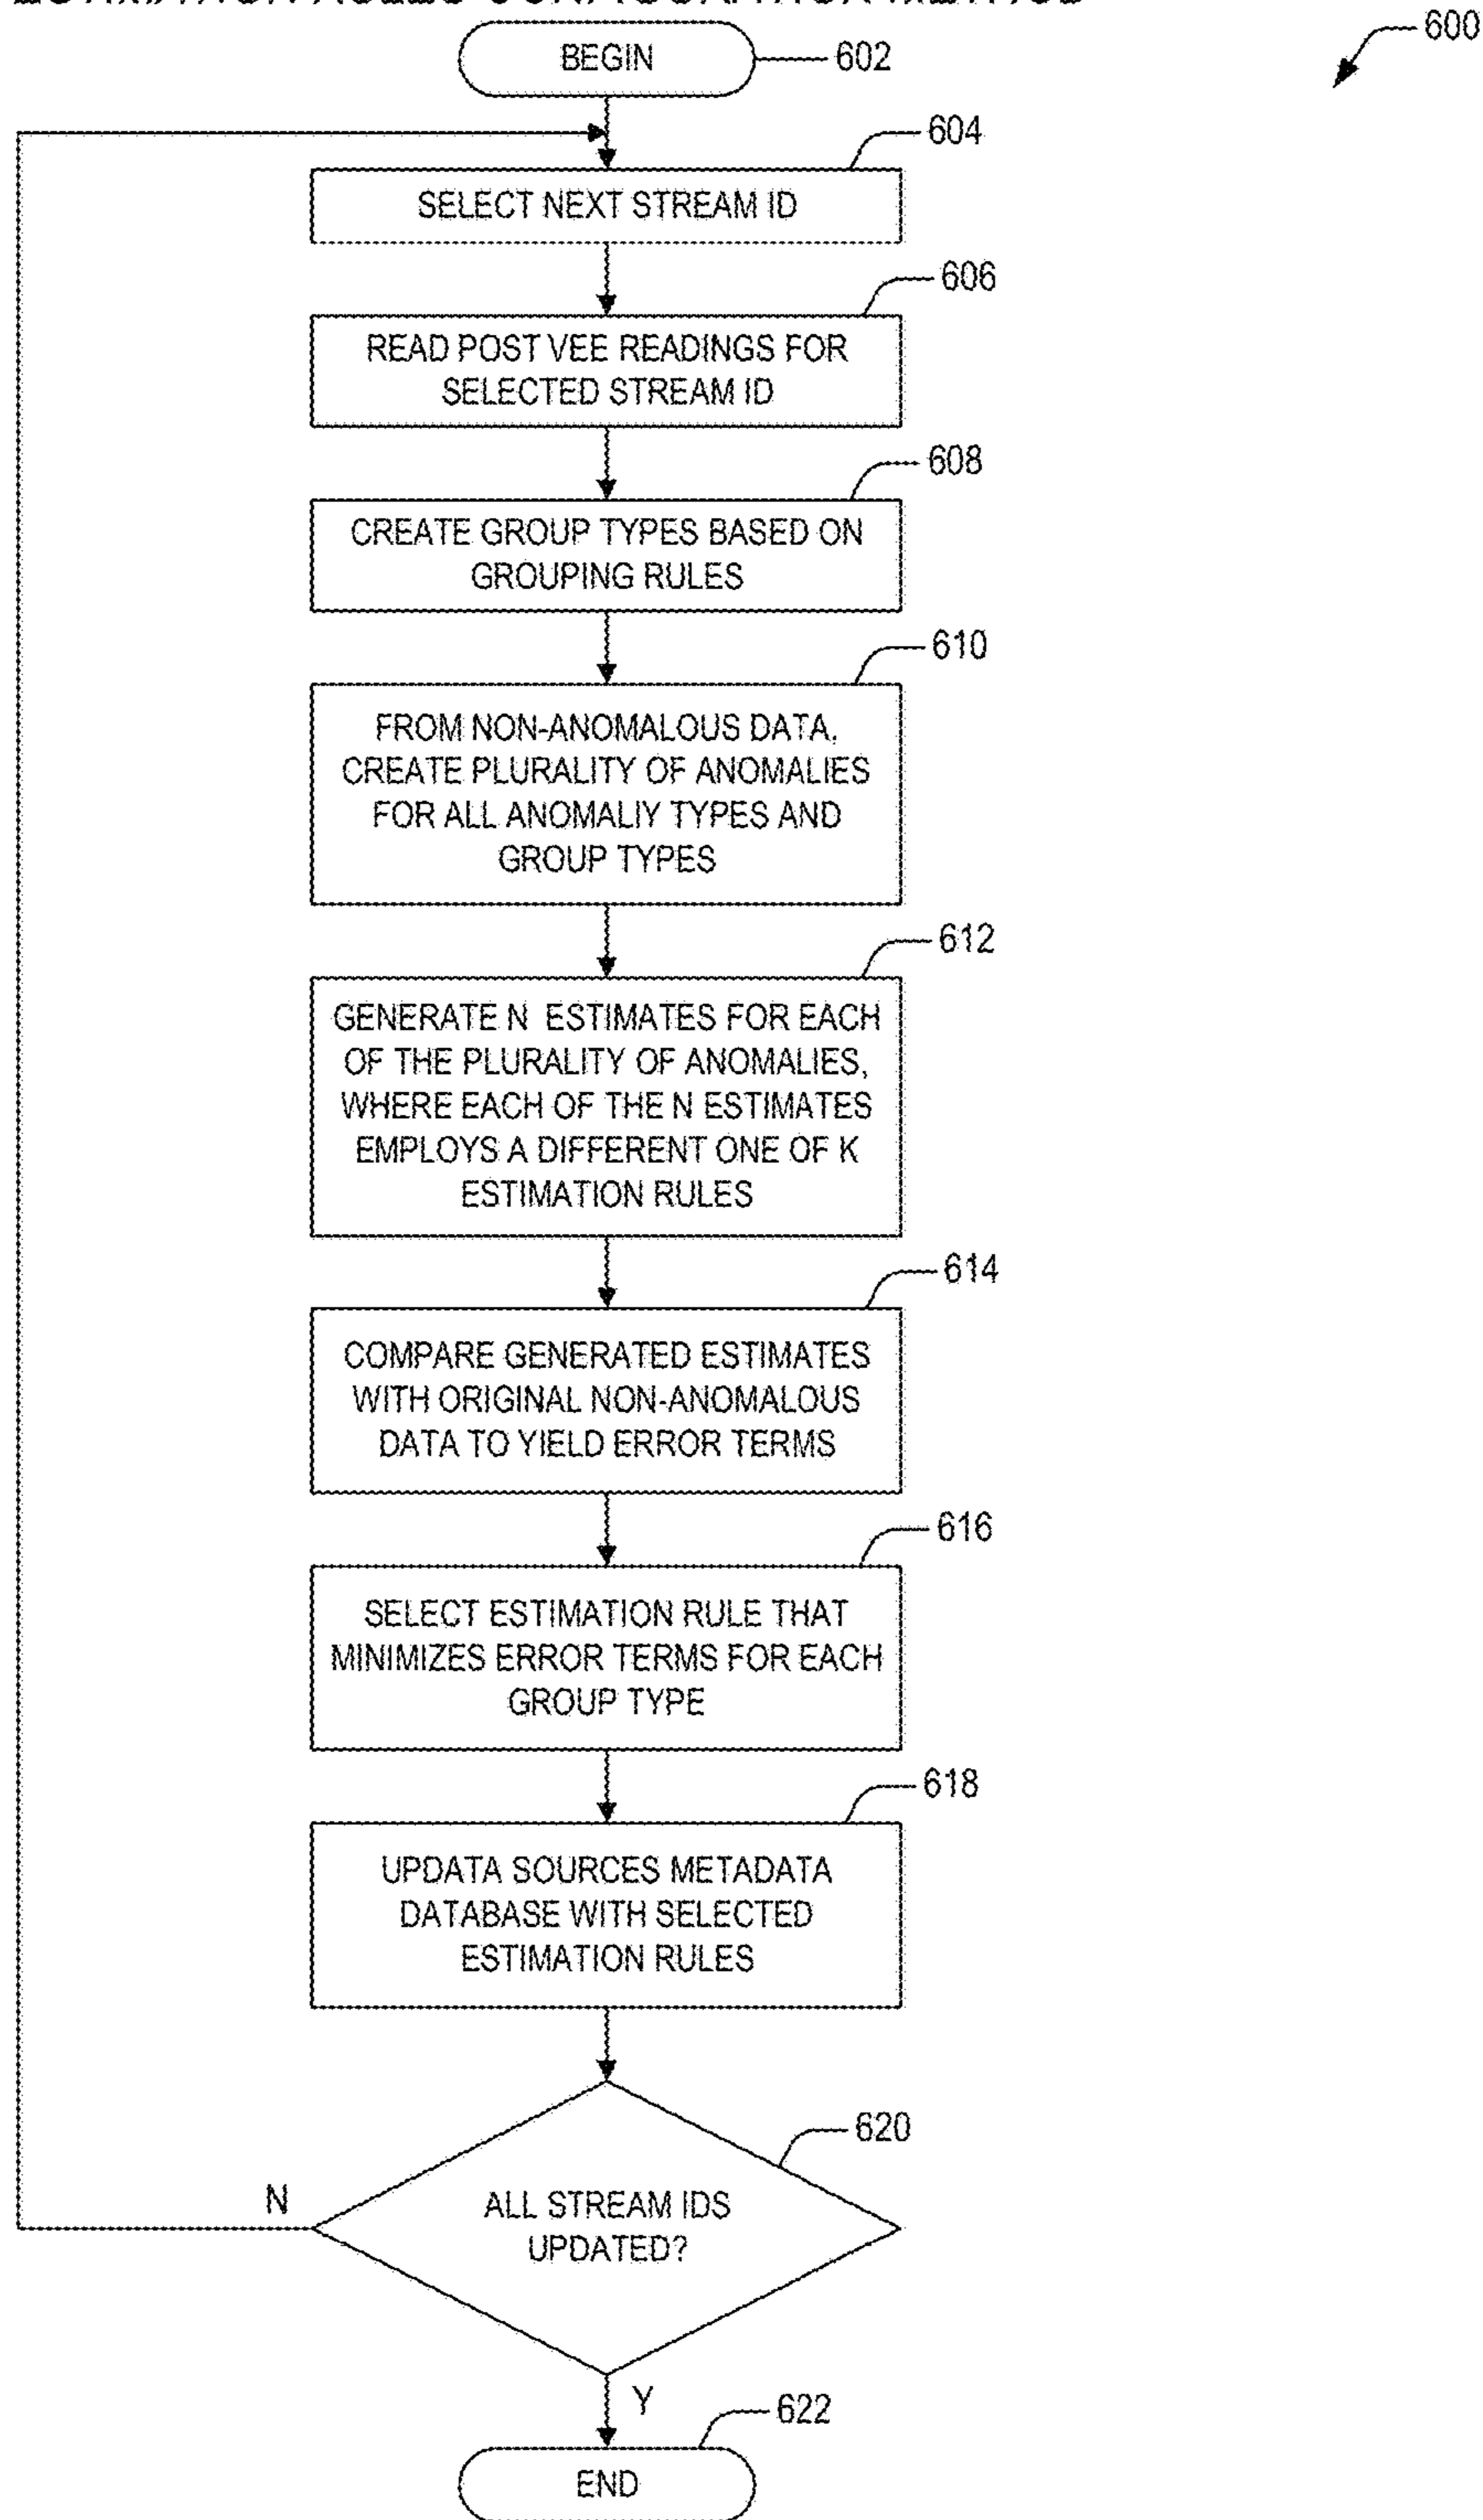 600
BEGIN
602
604
SELECT NEXT STREAM ID
606
READ POST VEE READINGS FOR
SELECTED STREAM ID
608
CREATE GROUP TYPES BASED ON
GROUPING RULES
610
FROM NON-ANOMALOUS DATA,
CREATE PLURALITY OF ANOMALIES
FOR ALL ANOMALIY TYPES AND
GROUP TYPES
612
GENERATE N ESTIMATES FOR EACH
OF THE PLURALITY OF ANOMALIES,
WHERE EACH OF THE N ESTIMATES
EMPLOYS A DIFFERENT ONE OF K
ESTIMATION RULES
614
COMPARE GENERATED ESTIMATES
WITH ORIGINAL NON-ANOMALOUS
DATA TO YIELD ERROR TERMS
616
SELECT ESTIMATION RULE THAT
MINIMIZES ERROR TERMS FOR EACH
GROUP TYPE
618
UPDATA SOURCES METADATA
DATABASE WITH SELECTED
ESTIMATION RULES
620
N
ALL STREAM IDS
UPDATED?
Y
622
END